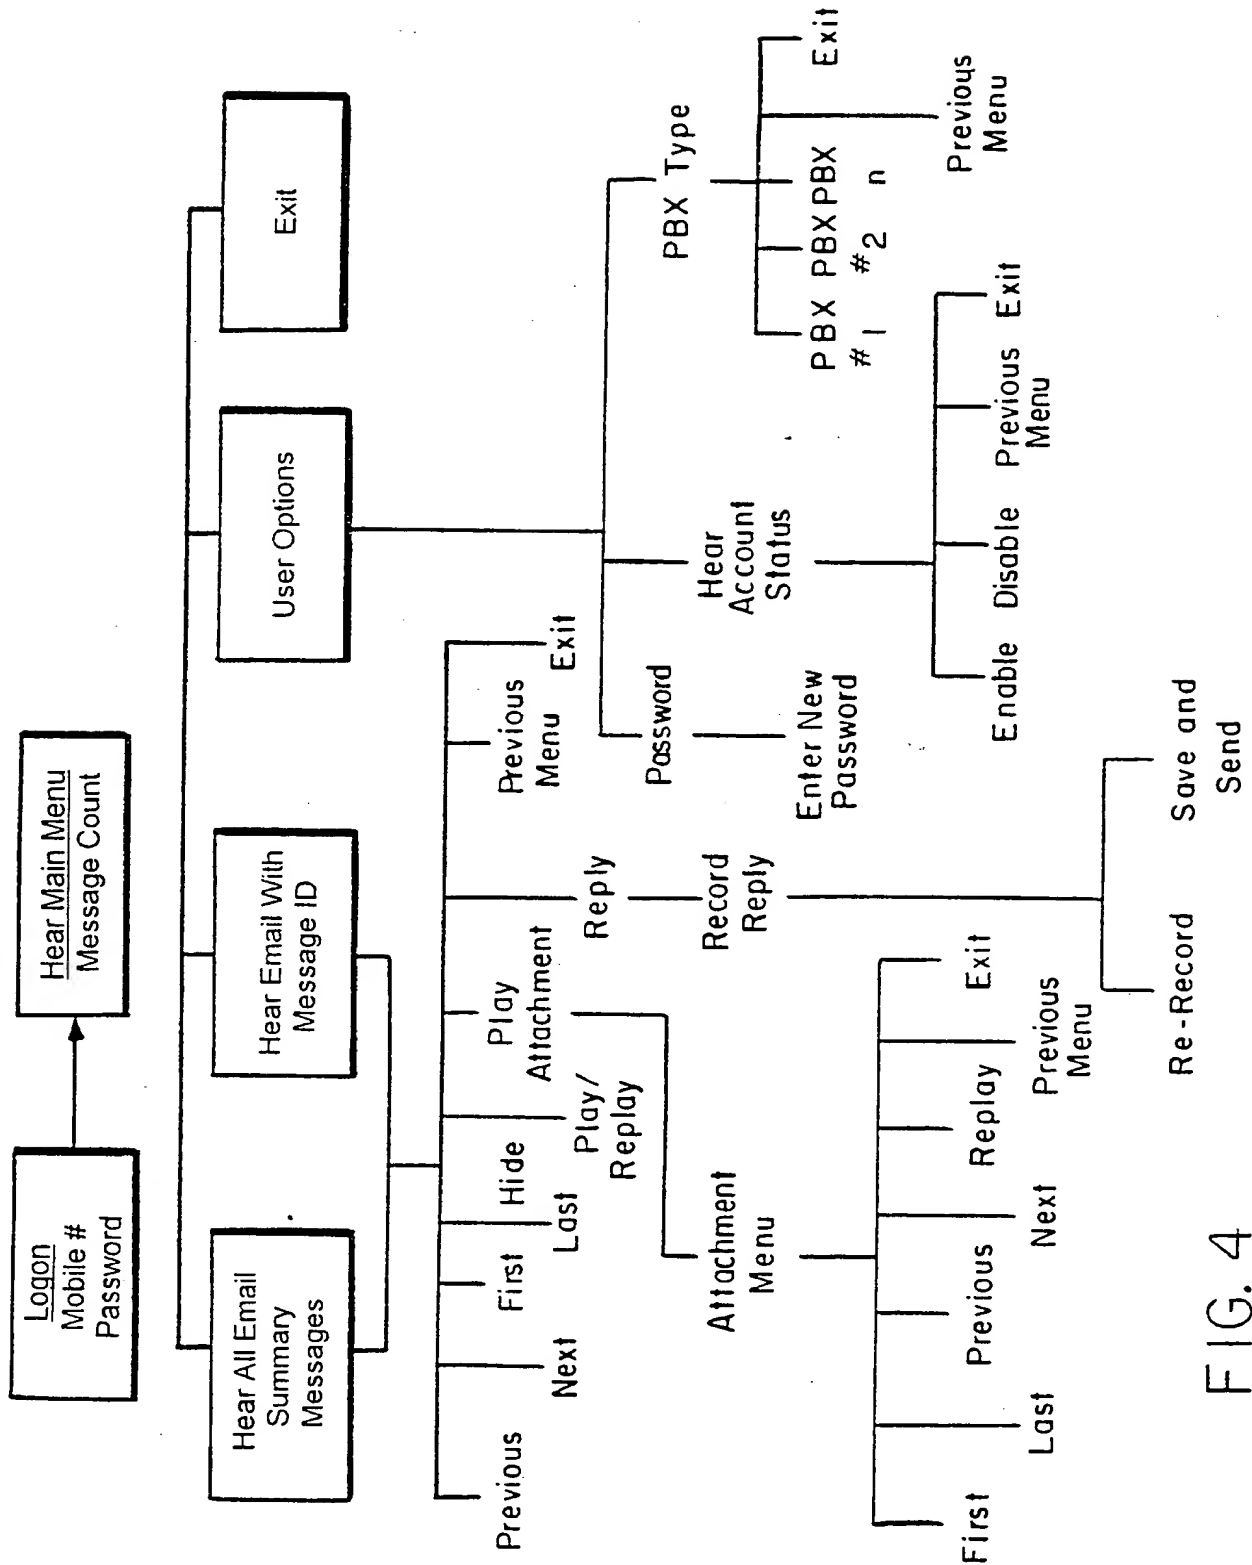 Logon
Mobile #
Password
Hear Main Menu
Message Count
Hear All Email
Summary
Messages
Hear Email With
Message ID
User Options
Exit
Previous
Next
First
Last
Hide
Play/
Replay
Play
Attachment
Reply
Previous
Menu
Exit
Attachment
Menu
Record
Reply
First
Last
Previous
Next
Replay
Previous
Menu
Exit
Re-Record
Save and
Send
Password
Enter New
Password
Hear
Account
Status
Enable
Disable
Previous
Menu
Exit
PBX Type
PBX
# 1
PBX
#2
PBX
n
Previous
Menu
Exit
FIG. 4